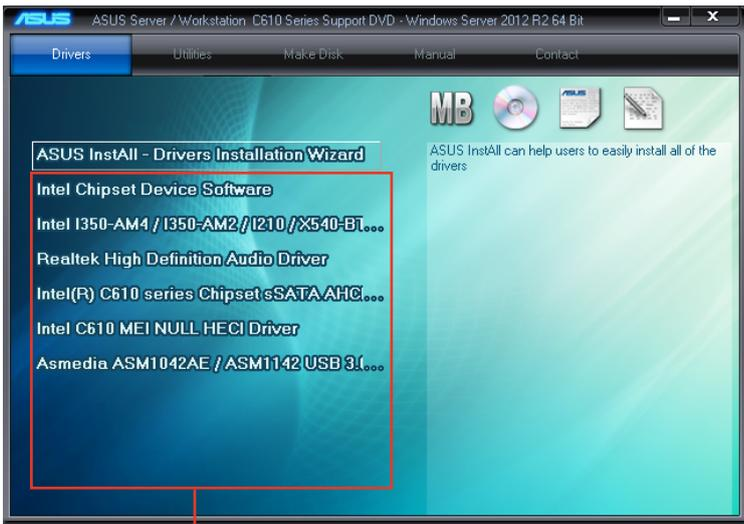 ASUS ASUS Server / Workstation C610 Series Support DVD - Windows Server 2012 R2 64 Bit
Drivers Utilities Make Disk Manual Contact
MB
ASUS InstAll - Drivers Installation Wizard
Intel Chipset Device Software
Intel I350-AM4 / I350-AM2 / I210 / X540-BT...
Realtek High Definition Audio Driver
Intel(R) C610 series Chipset sSATA AHCI...
Intel C610 MEI NULL HECI Driver
Asmedia ASM1042AE / ASM1142 USB 3.0...
ASUS InstAll can help users to easily install all of the
drivers